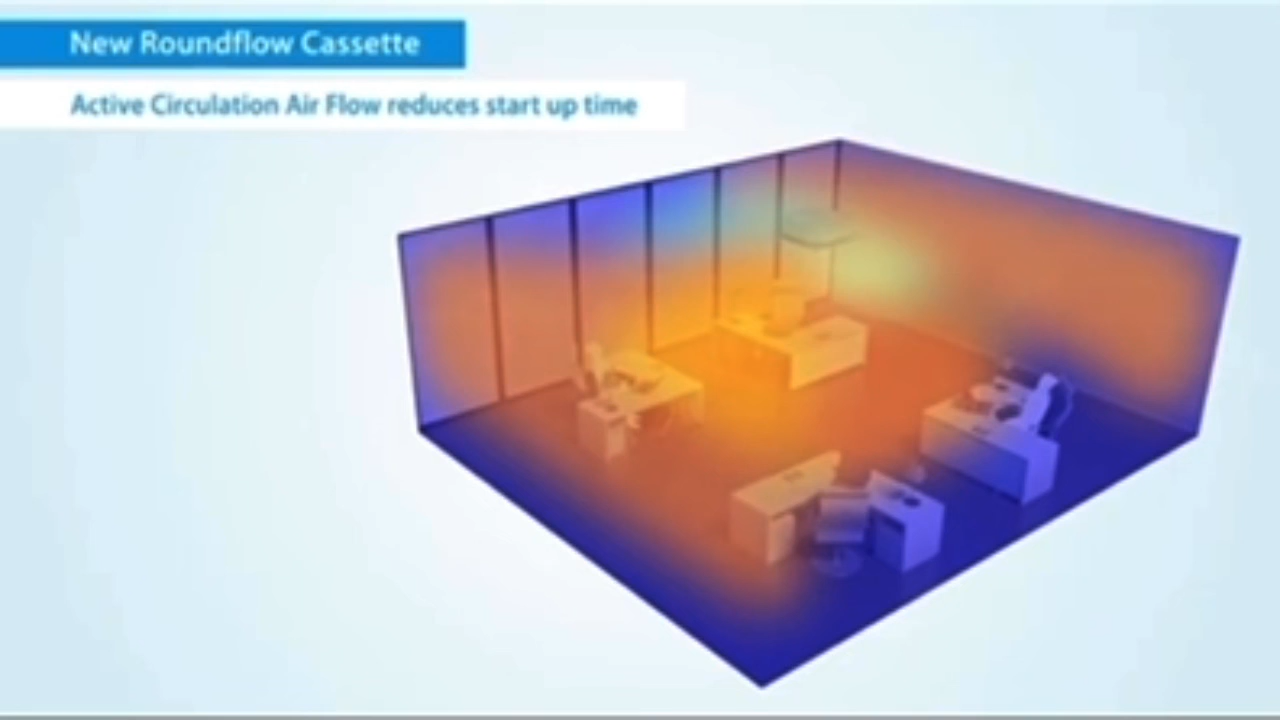 New Roundflow Cassette
Active Circulation Air Flow reduces start up time